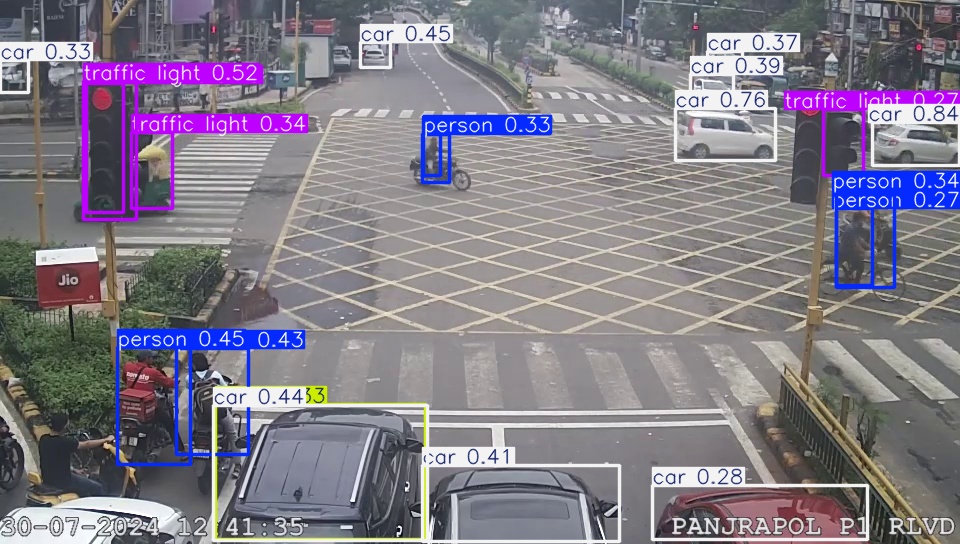 car 0.45
car 0.33
car 0.37
car 0.39
traffic light 0.52
car 0.76
traffic light 0.27
traffic light 0.34
person 0.33
car 0.84
person 0.34
person 0.27
Jio
person 0.45
0.43
zomato
car 0.44
33
car 0.41
car 0.28
30-07-2024 12:41:35
PANJRAPOL P1 RLVD